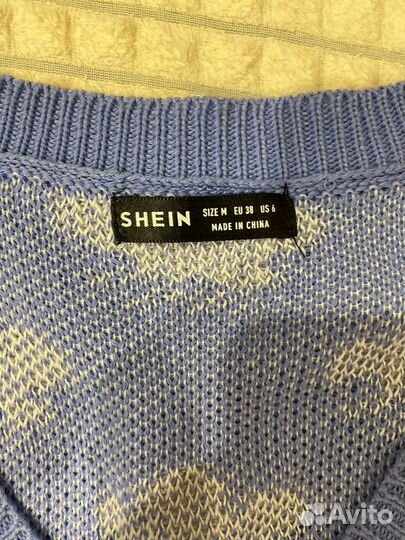 SHEIN
SIZE M EU 38 US 6
MADE IN CHINA
Avito